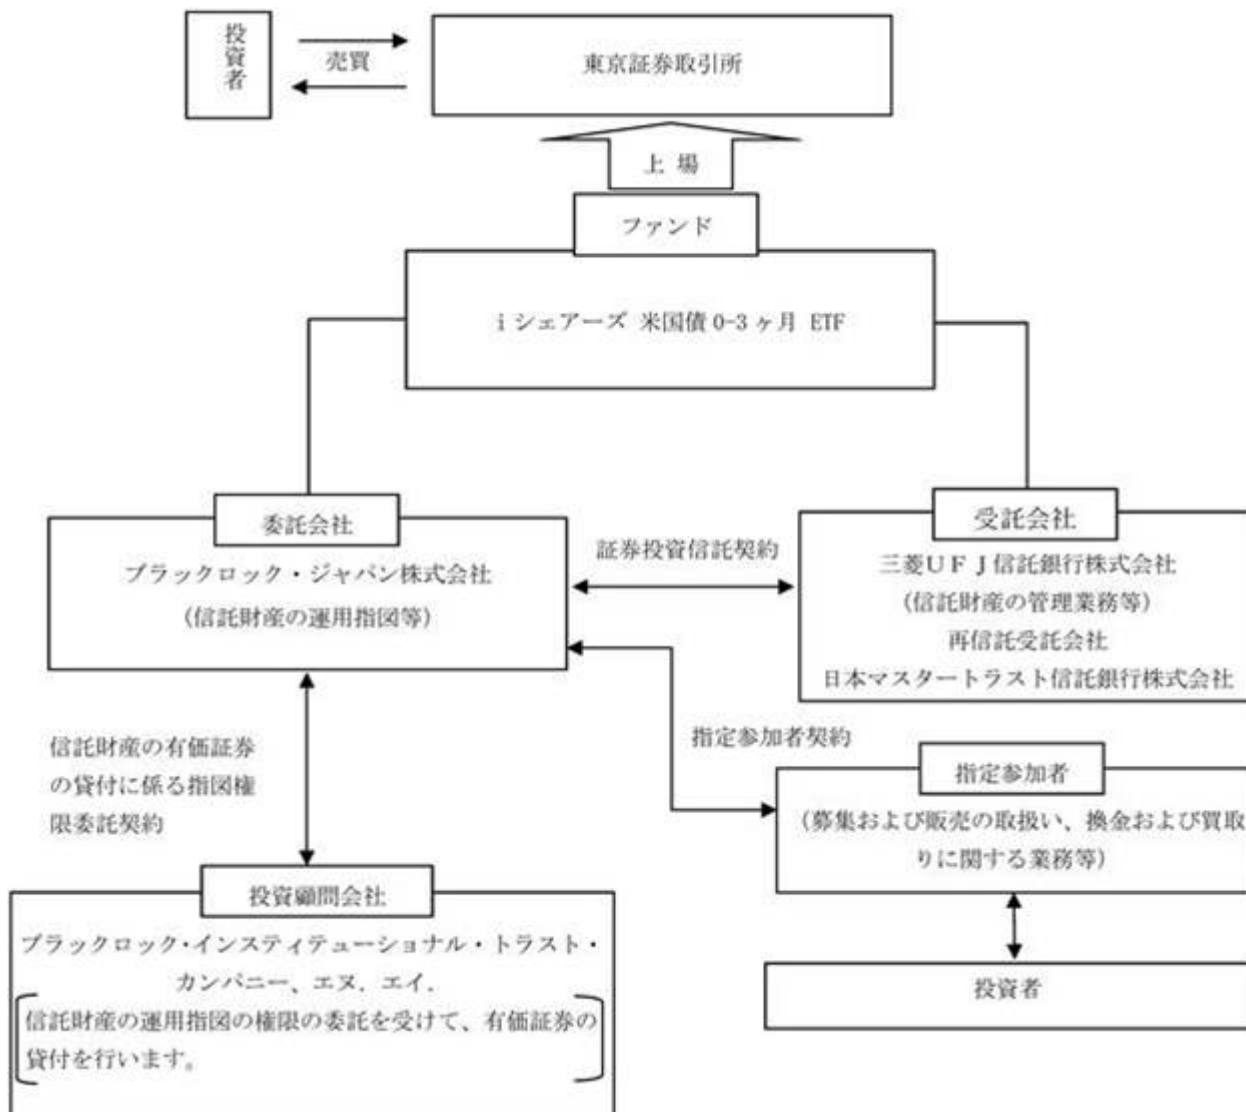 投資者
売買
東京証券取引所
上 場
ファンド
iシェアーズ 米国債 0-3ヶ月 ETF
委託会社
ブラックロック・ジャパン株式会社
(信託財産の運用指図等)
証券投資信託契約
受託会社
三菱UFJ信託銀行株式会社
(信託財産の管理業務等)
再信託受託会社
日本マスタートラスト信託銀行株式会社
信託財産の有価証券
の貸付に係る指図権
限委託契約
指定参加者契約
指定参加者
(募集および販売の取扱い、換金および買取
りに関する業務等)
投資顧問会社
ブラックロック・インスティテューショナル・トラスト・
カンパニー、エヌ．エイ．
信託財産の運用指図の権限の委託を受けて、有価証券の
貸付を行います。
投資者